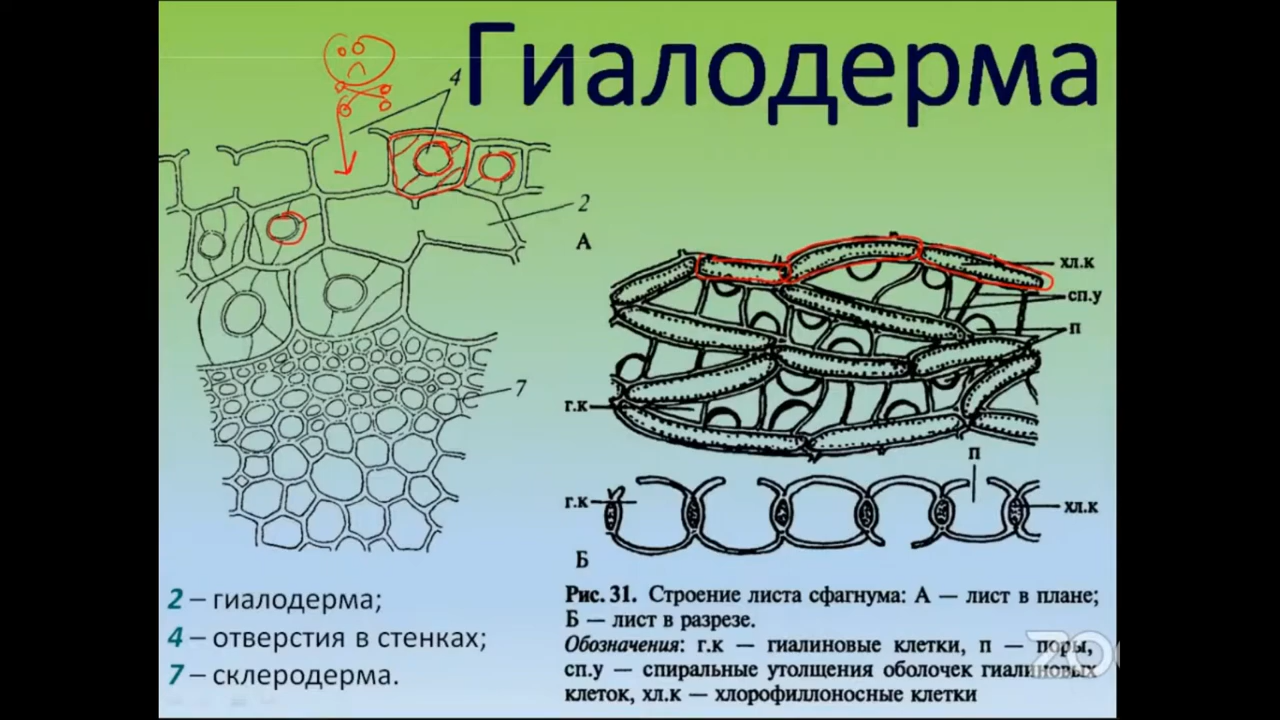 Гиалодерма
4
2
А
хл.к
сп.у
п
7
г.к
п
г.к
хл.к
Б
2 – гиалодерма;
4 – отверстия в стенках;
7 – склеродерма.
Рис. 31. Строение листа сфагнума: А — лист в плане;
Б — лист в разрезе.
Обозначения: г.к — гиалиновые клетки, п — поры,
сп.у — спиральные утолщения оболочек гиалиновых
клеток, хл.к — хлорофиллоносные клетки